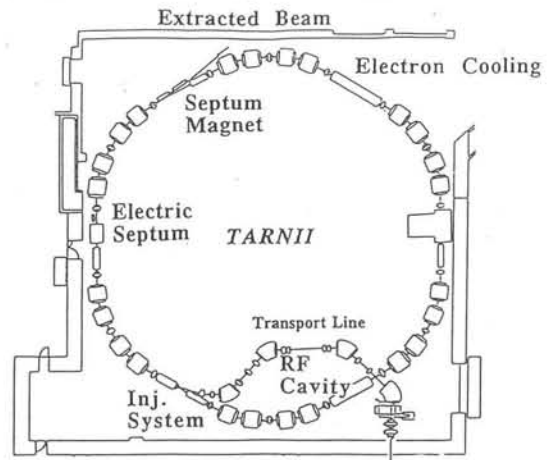 Extracted Beam
Electron Cooling
Septum
Magnet
Electric
Septum
TARNII
Transport Line
RF
Cavity
Inj.
System